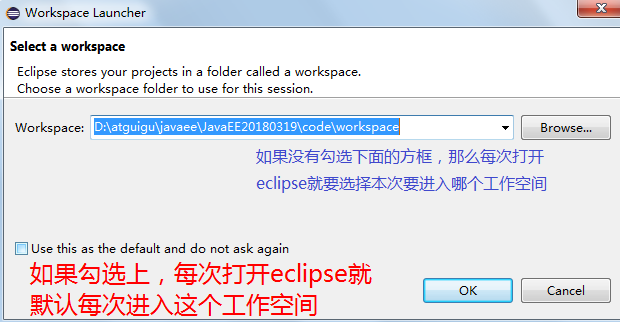 Workspace Launcher
Select a workspace
Eclipse stores your projects in a folder called a workspace.
Choose a workspace folder to use for this session.
Workspace: D:\atguigu\javaee\JavaEE20180319\code\workspace Browse...
如果没有勾选下面的方框，那么每次打开
eclipse就要选择本次要进入哪个工作空间
Use this as the default and do not ask again
如果勾选上，每次打开eclipse就
默认每次进入这个工作空间
OK Cancel